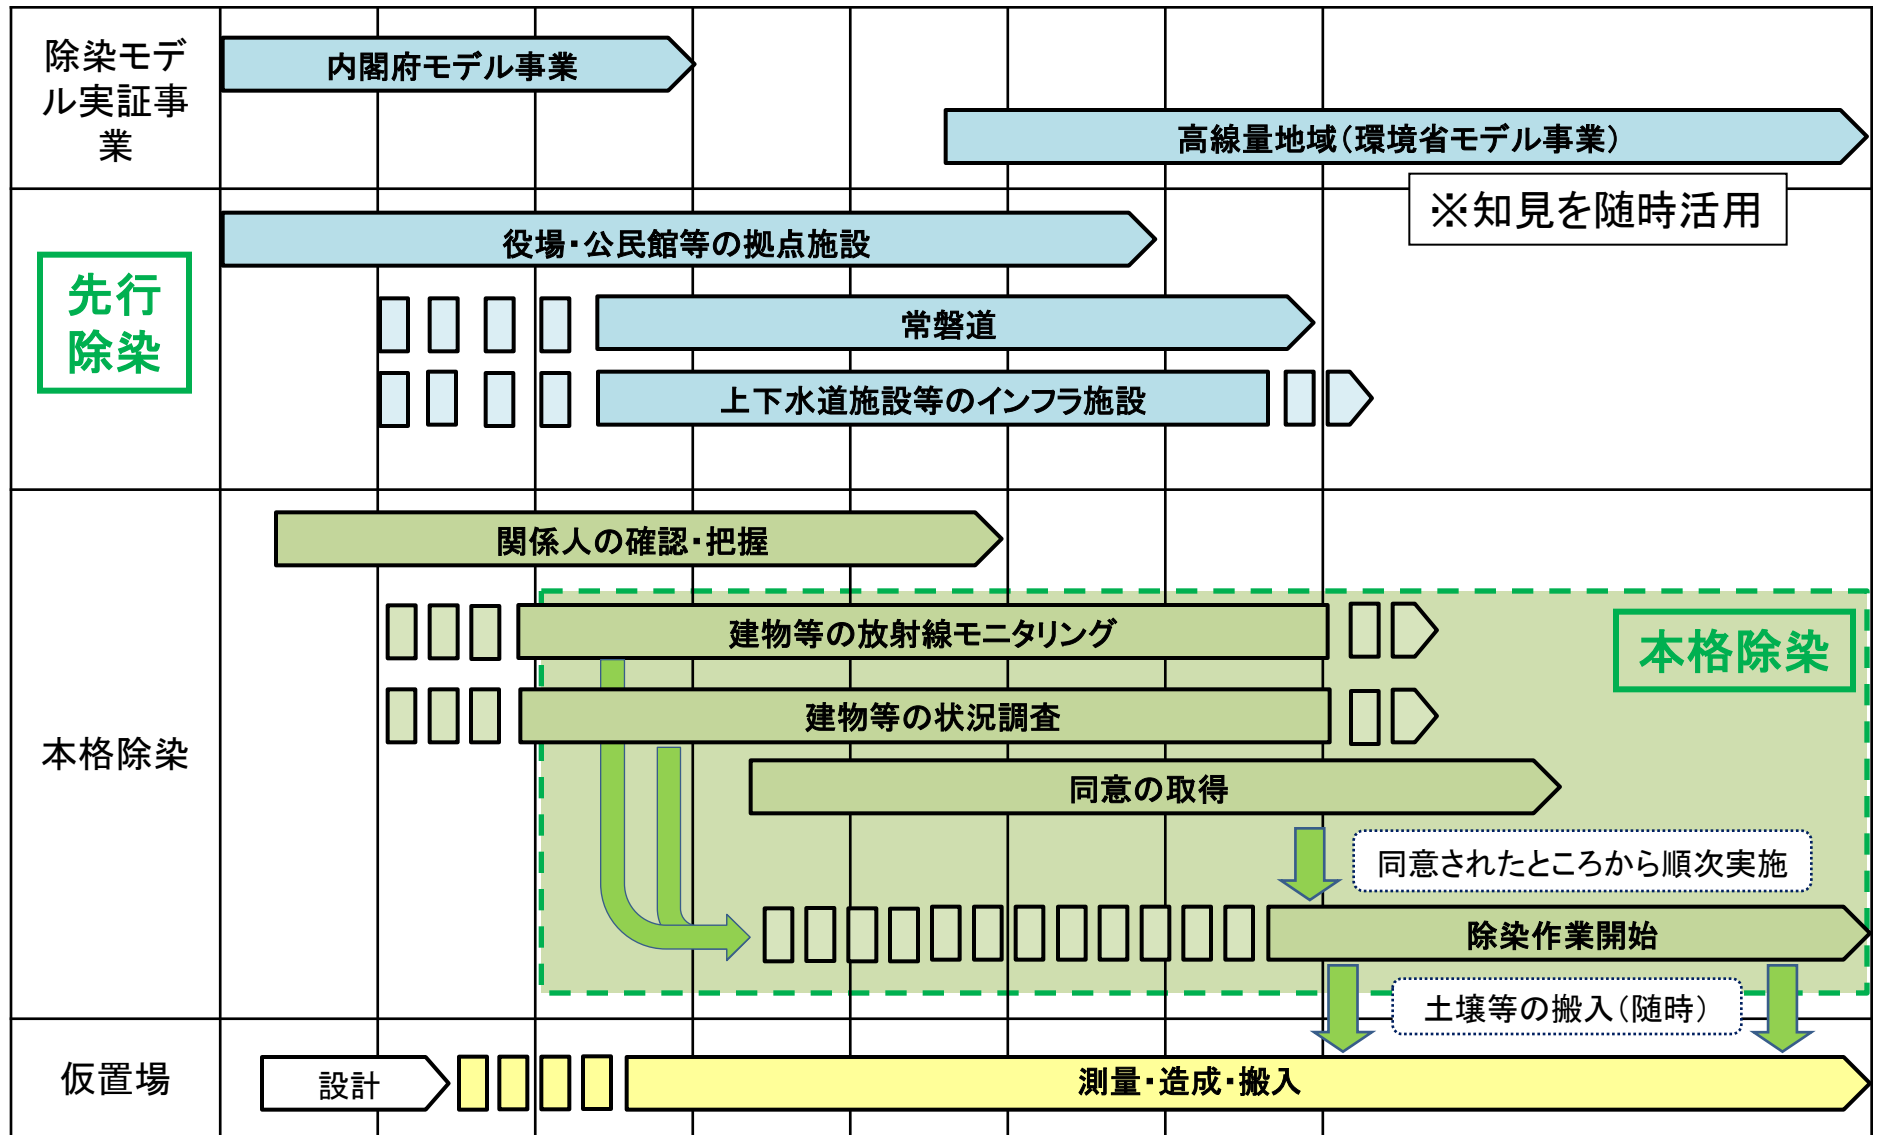 除染モデ
ル実証事
業
内閣府モデル事業
高線量地域（環境省モデル事業）
※知見を随時活用
先行
除染
役場・公民館等の拠点施設
常磐道
上下水道施設等のインフラ施設
本格除染
関係人の確認・把握
建物等の放射線モニタリング
本格除染
建物等の状況調査
同意の取得
同意されたところから順次実施
除染作業開始
土壌等の搬入（随時）
仮置場
設計
測量・造成・搬入